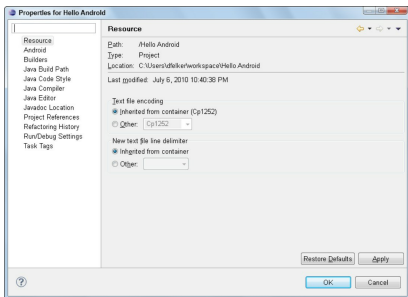 Properties for Hello Android
Resource
Android
Builders
Java Build Path
Java Code Style
Java Compiler
Java Editor
Javadoc Location
Project References
Refactoring History
Run/Debug Settings
Task Tags
Resource
Path: /Hello Android
Type: Project
Location: C:\Users\dfelker\workspace\Hello Android
Last modified: July 6, 2010 10:40:38 PM
Text file encoding
Inherited from container (Cp1252)
Other: Cp1252
New text file line delimiter
Inherited from container
Other:
Restore Defaults Apply
? OK Cancel